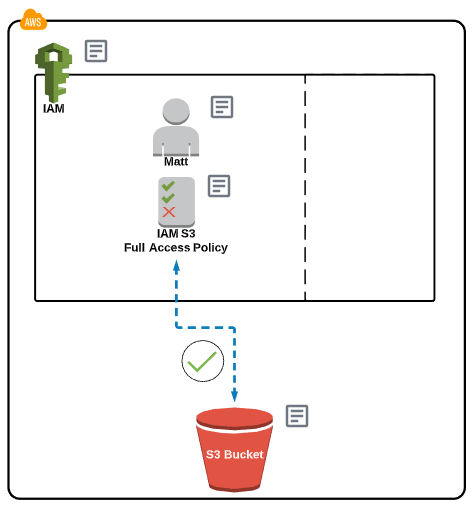 AWS
IAM
Matt
IAM S3
Full Access Policy
S3 Bucket